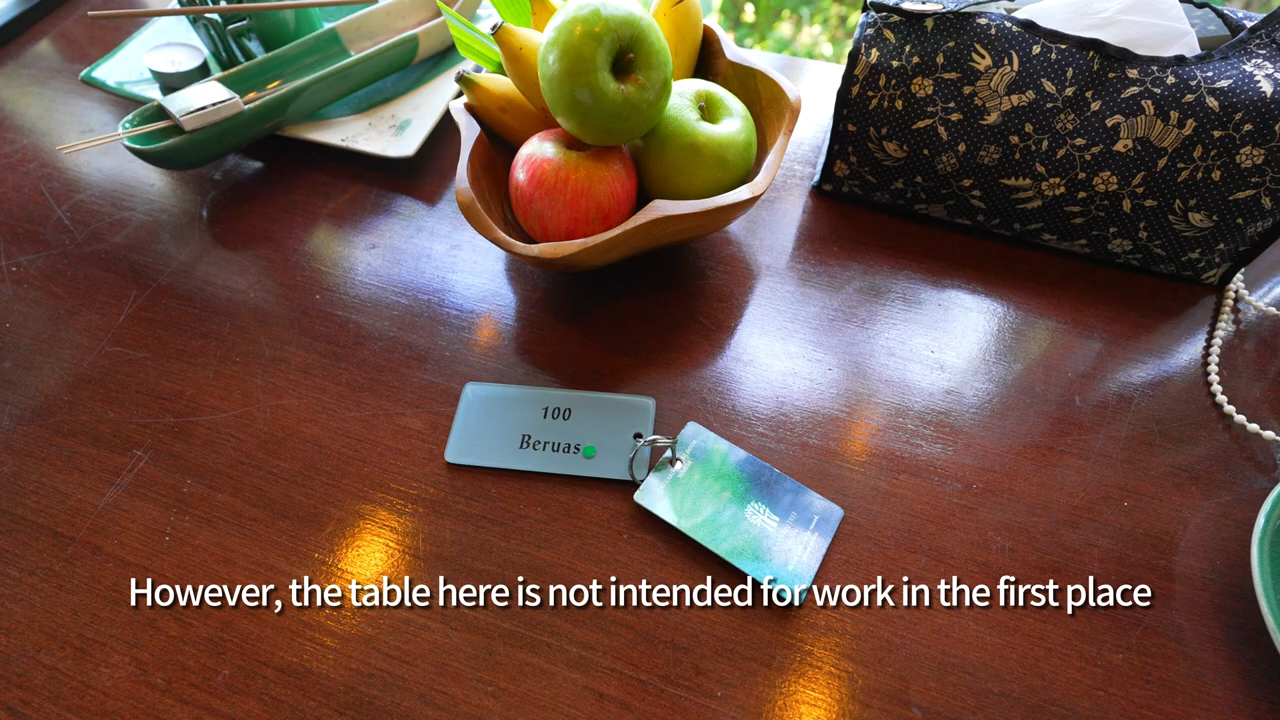 100
Beruas
However, the table here is not intended for work in the first place